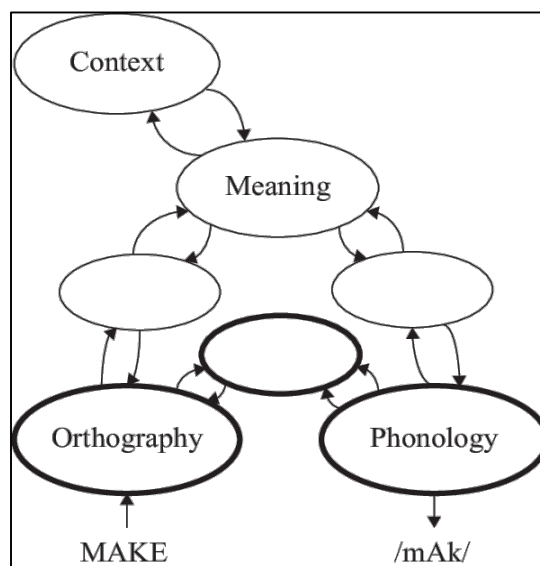 Context
Meaning
Orthography
Phonology
MAKE
/mAk/